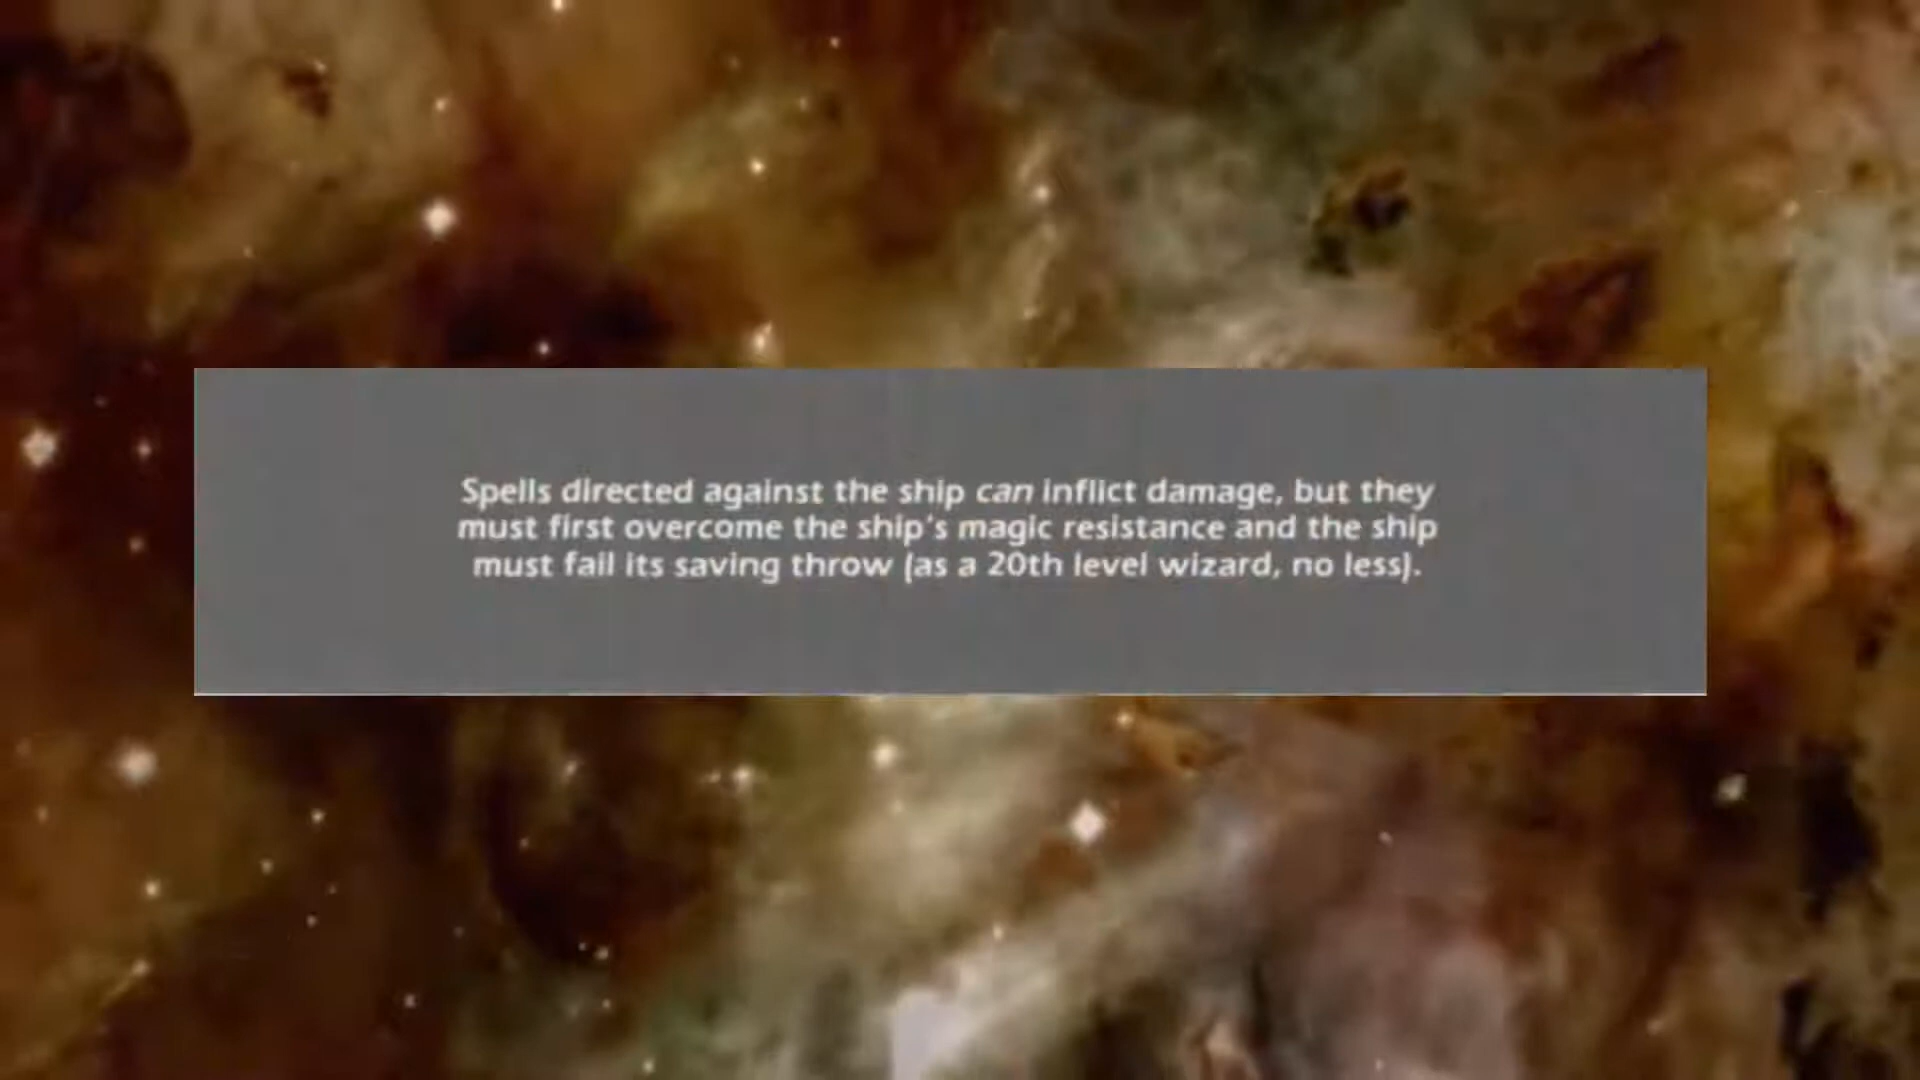 Spells directed against the ship can inflict damage, but they
must first overcome the ship's magic resistance and the ship
must fail its saving throw (as a 20th level wizard, no less).